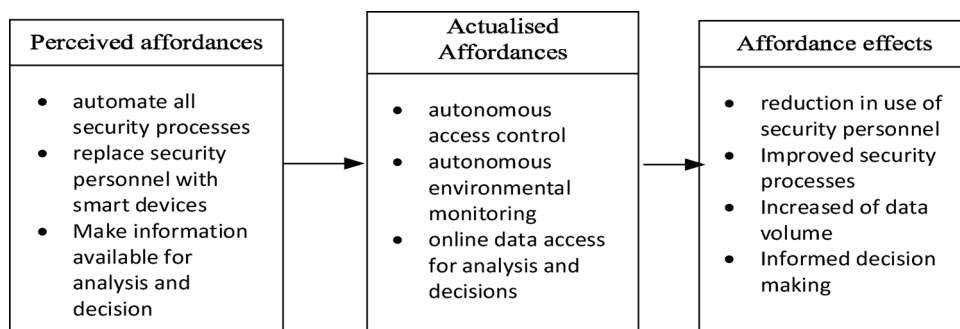 Perceived affordances
• automate all
security processes
• replace security
personnel with
smart devices
• Make information
available for
analysis and
decision
Actualised
Affordances
• autonomous
access control
• autonomous
environmental
monitoring
• online data access
for analysis and
decisions
Affordance effects
• reduction in use of
security personnel
• Improved security
processes
• Increased of data
volume
• Informed decision
making